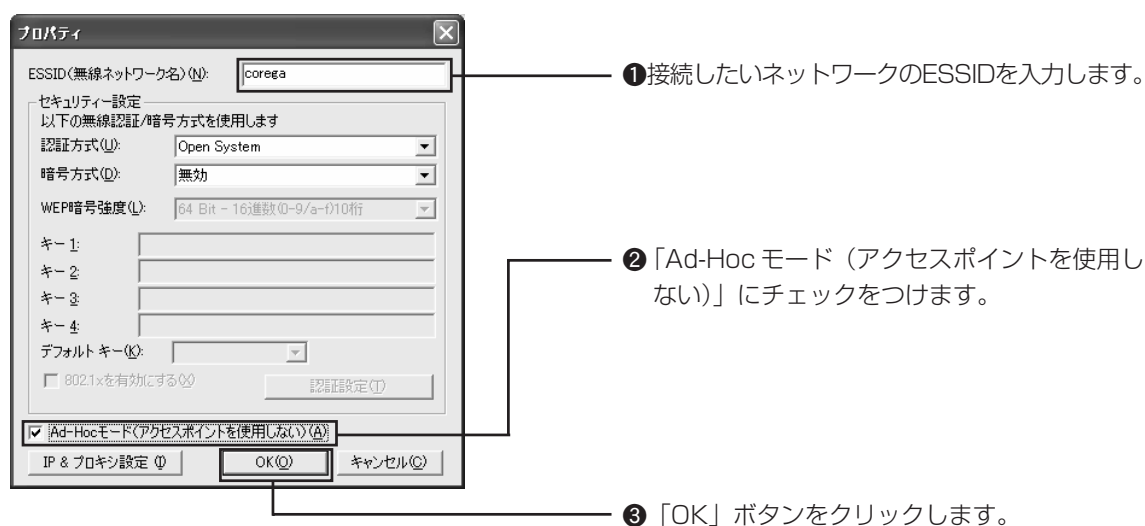 プロパティ
ESSID(無線ネットワーク名)(N): corega
❶接続したいネットワークのESSIDを入力します。
セキュリティー設定
以下の無線認証/暗号方式を使用します
認証方式(U): Open System
暗号方式(D): 無効
WEP暗号強度(L): 64 Bit - 16進数(0-9/a-f)10桁
キー 1:
キー 2:
キー 3:
キー 4:
デフォルト キー(K):
802.1xを有効にする(X) 認証設定(T)
Ad-Hocモード(アクセスポイントを使用しない)(A)
IP & プロキシ設定 (I) OK(O) キャンセル(C)
❷「Ad-Hoc モード（アクセスポイントを使用し
ない）」にチェックをつけます。
❸「OK」ボタンをクリックします。